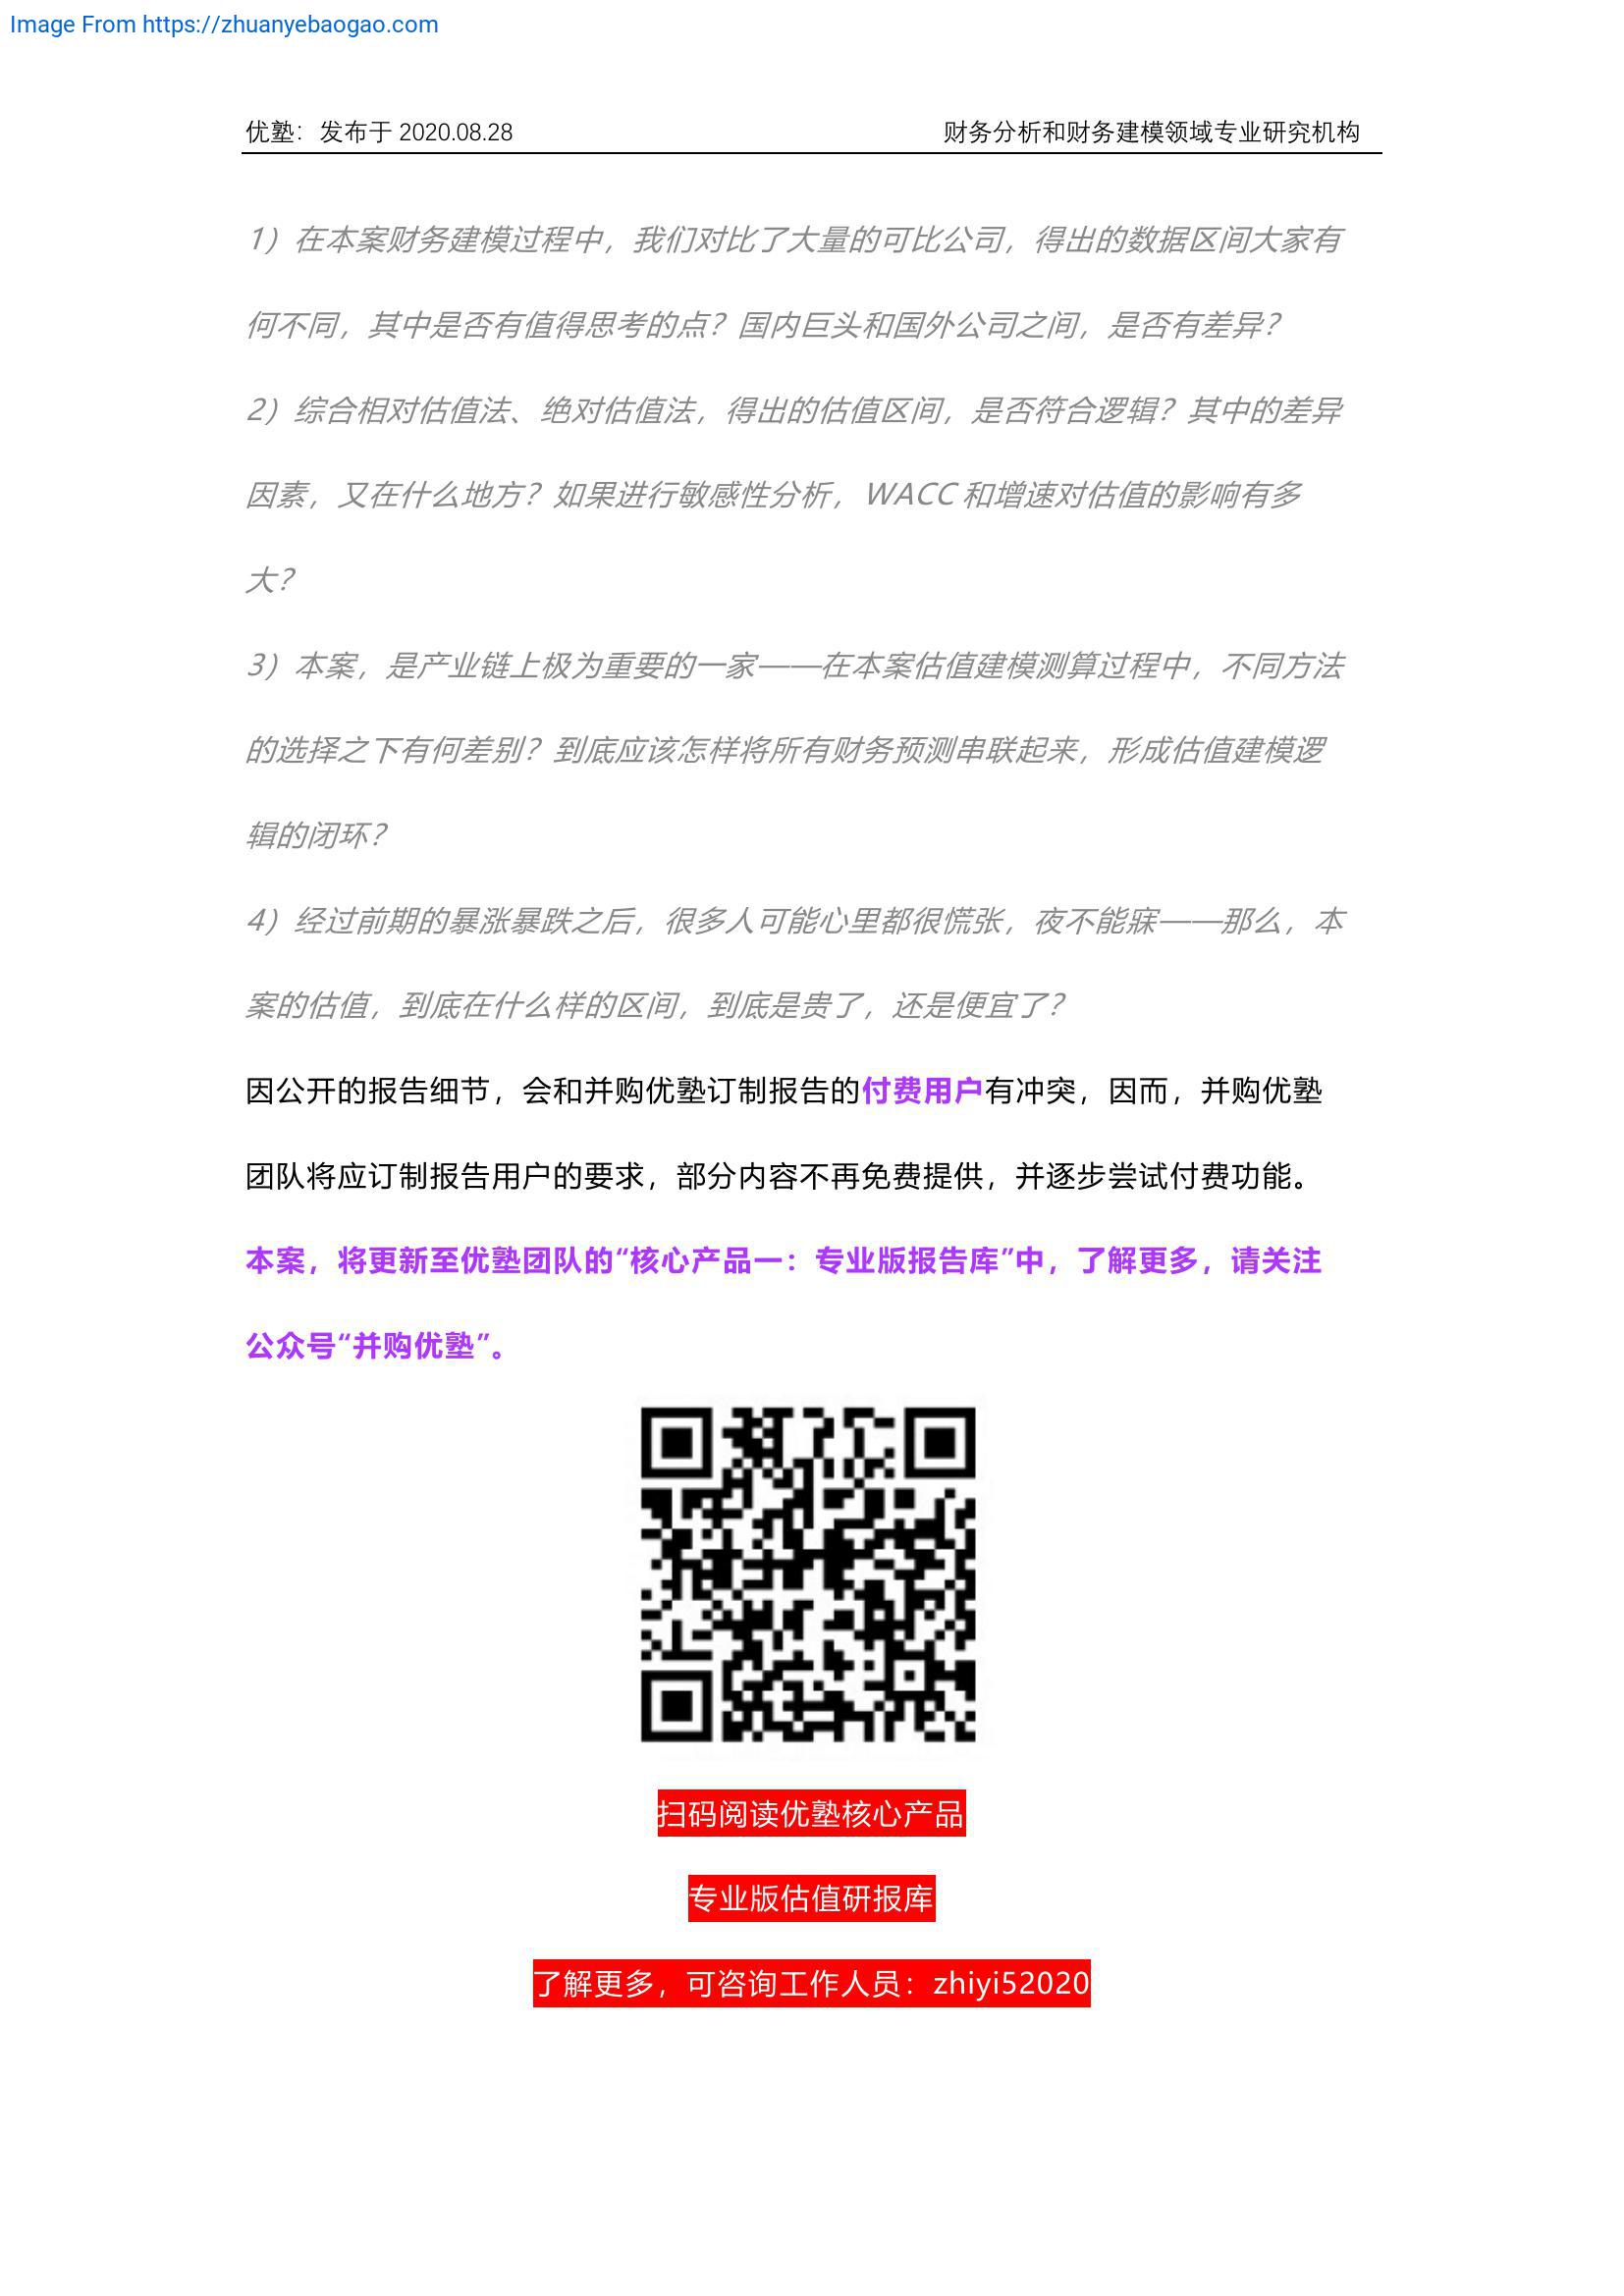 Image From https://zhuanyebaogao.com
优塾：发布于 2020.08.28 财务分析和财务建模领域专业研究机构
1）在本案财务建模过程中，我们对比了大量的可比公司，得出的数据区间大家有
何不同，其中是否有值得思考的点？国内巨头和国外公司之间，是否有差异？
2）综合相对估值法、绝对估值法，得出的估值区间，是否符合逻辑？其中的差异
因素，又在什么地方？如果进行敏感性分析，WACC 和增速对估值的影响有多
大？
3）本案，是产业链上极为重要的一家——在本案估值建模测算过程中，不同方法
的选择之下有何差别？到底应该怎样将所有财务预测串联起来，形成估值建模逻
辑的闭环？
4）经过前期的暴涨暴跌之后，很多人可能心里都很慌张，夜不能寐——那么，本
案的估值，到底在什么样的区间，到底是贵了，还是便宜了？
因公开的报告细节，会和并购优塾订制报告的付费用户有冲突，因而，并购优塾
团队将应订制报告用户的要求，部分内容不再免费提供，并逐步尝试付费功能。
本案，将更新至优塾团队的“核心产品一：专业版报告库”中，了解更多，请关注
公众号“并购优塾”。
扫码阅读优塾核心产品
专业版估值研报库
了解更多，可咨询工作人员：zhiyi52020